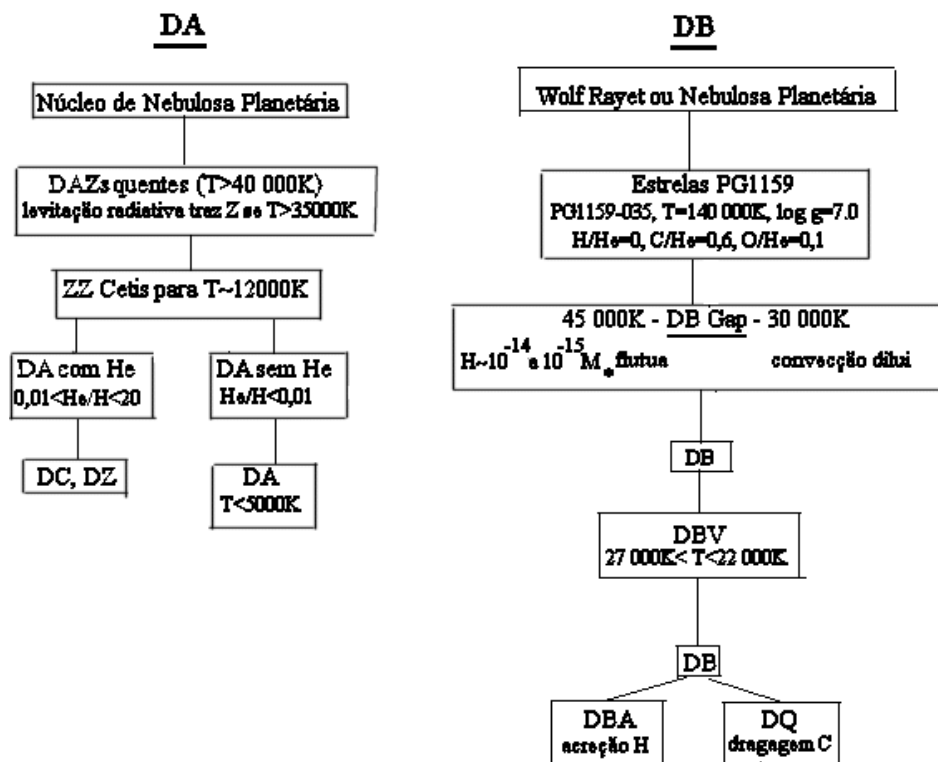 DA
Núcleo de Nebulosa Planetária
DAZs quentes (T>40 000K)
levitação radiativa traz Z se T>35000K
ZZ Cetis para T~12000K
DA com He
0,01<He/H<20
DA sem He
He/H<0,01
DC, DZ
DA
T<5000K
DB
Wolf Rayet ou Nebulosa Planetária
Estrelas PG1159
PG1159-035, T=140 000K, log g=7.0
H/He=0, C/He=0,6, O/He=0,1
45 000K - DB Gap - 30 000K
H~10^-14 a 10^-15 M* flutua convecção dilui
DB
DBV
27 000K< T<22 000K
DB
DBA
acreção H
DQ
dragagem C